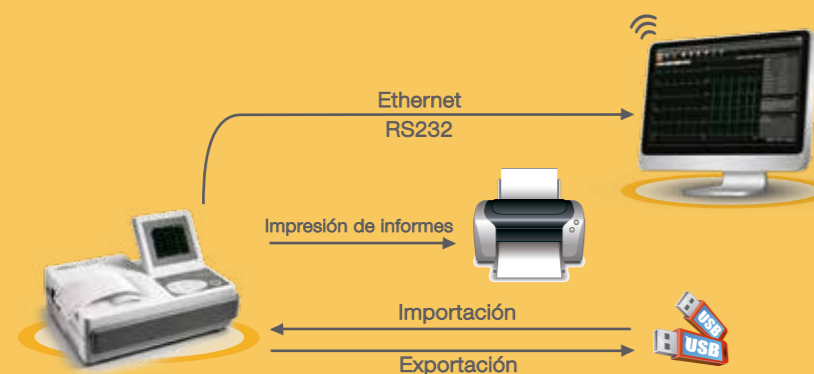 Ethernet
RS232
Impresión de informes
Importación
USB
USB
Exportación